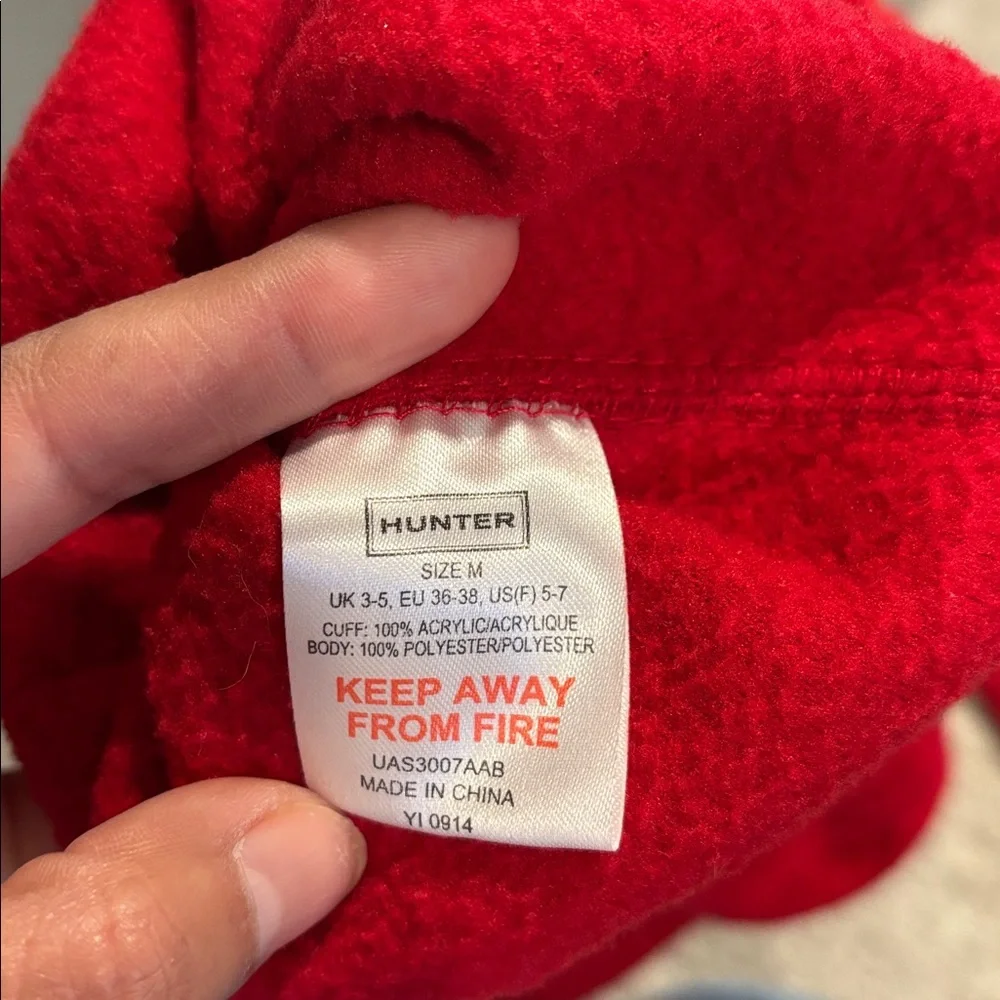 HUNTER
SIZE M
UK 3-5, EU 36-38, US(F) 5-7
CUFF: 100% ACRYLIC/ACRYLIQUE
BODY: 100% POLYESTER/POLYESTER
KEEP AWAY
FROM FIRE
UAS3007AAB
MADE IN CHINA
YI 0914